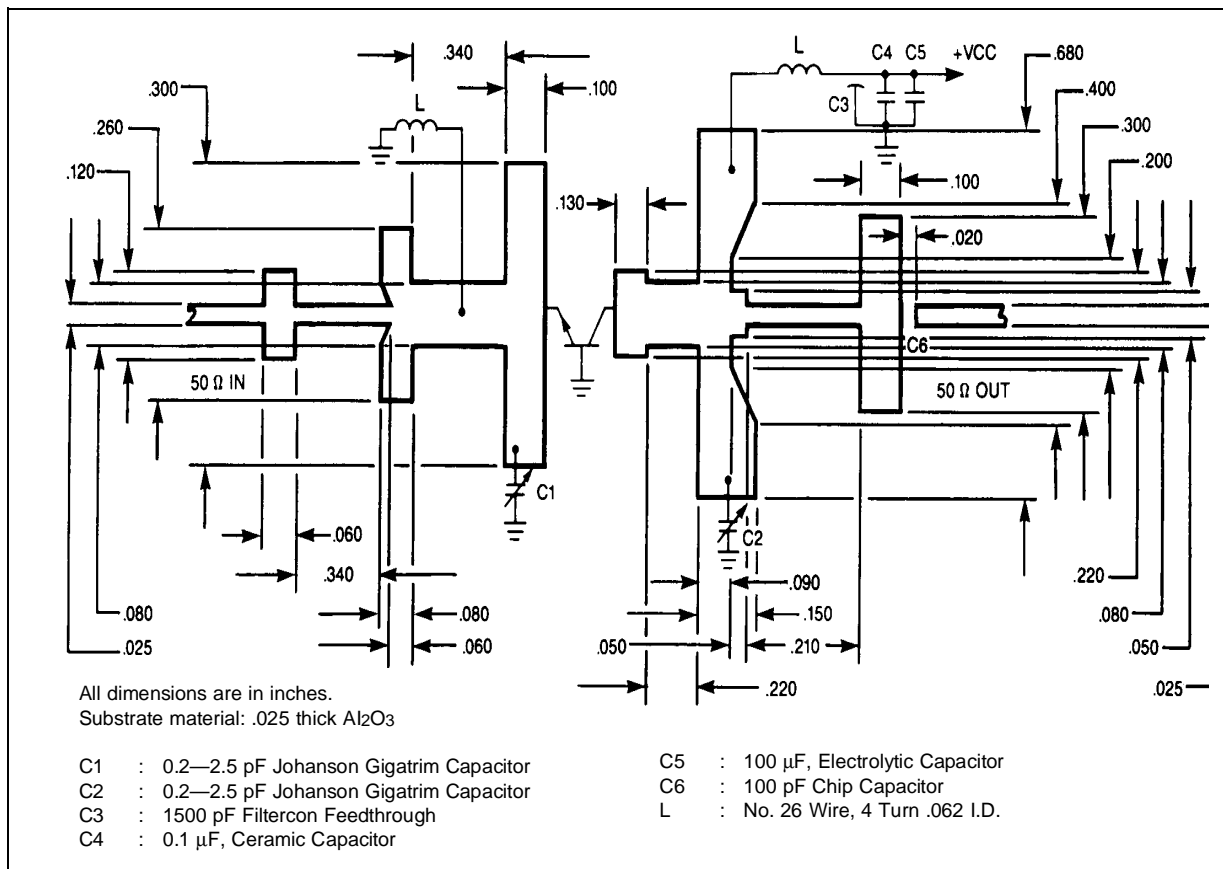 L
C4 C5 +VCC
.340
.680
.300
.100
C3
.400
L
.260
.300
.120
.130
.100
.200
.020
C6
50 Ω IN
50 Ω OUT
C1
.060
C2
.340
.090
.220
.080
.080
.150
.080
.025
.060
.050
.210
.050
.220
.025
All dimensions are in inches.
Substrate material: .025 thick Al2O3
C1 : 0.2—2.5 pF Johanson Gigatrim Capacitor
C2 : 0.2—2.5 pF Johanson Gigatrim Capacitor
C3 : 1500 pF Filtercon Feedthrough
C4 : 0.1 µF, Ceramic Capacitor
C5 : 100 µF, Electrolytic Capacitor
C6 : 100 pF Chip Capacitor
L : No. 26 Wire, 4 Turn .062 I.D.